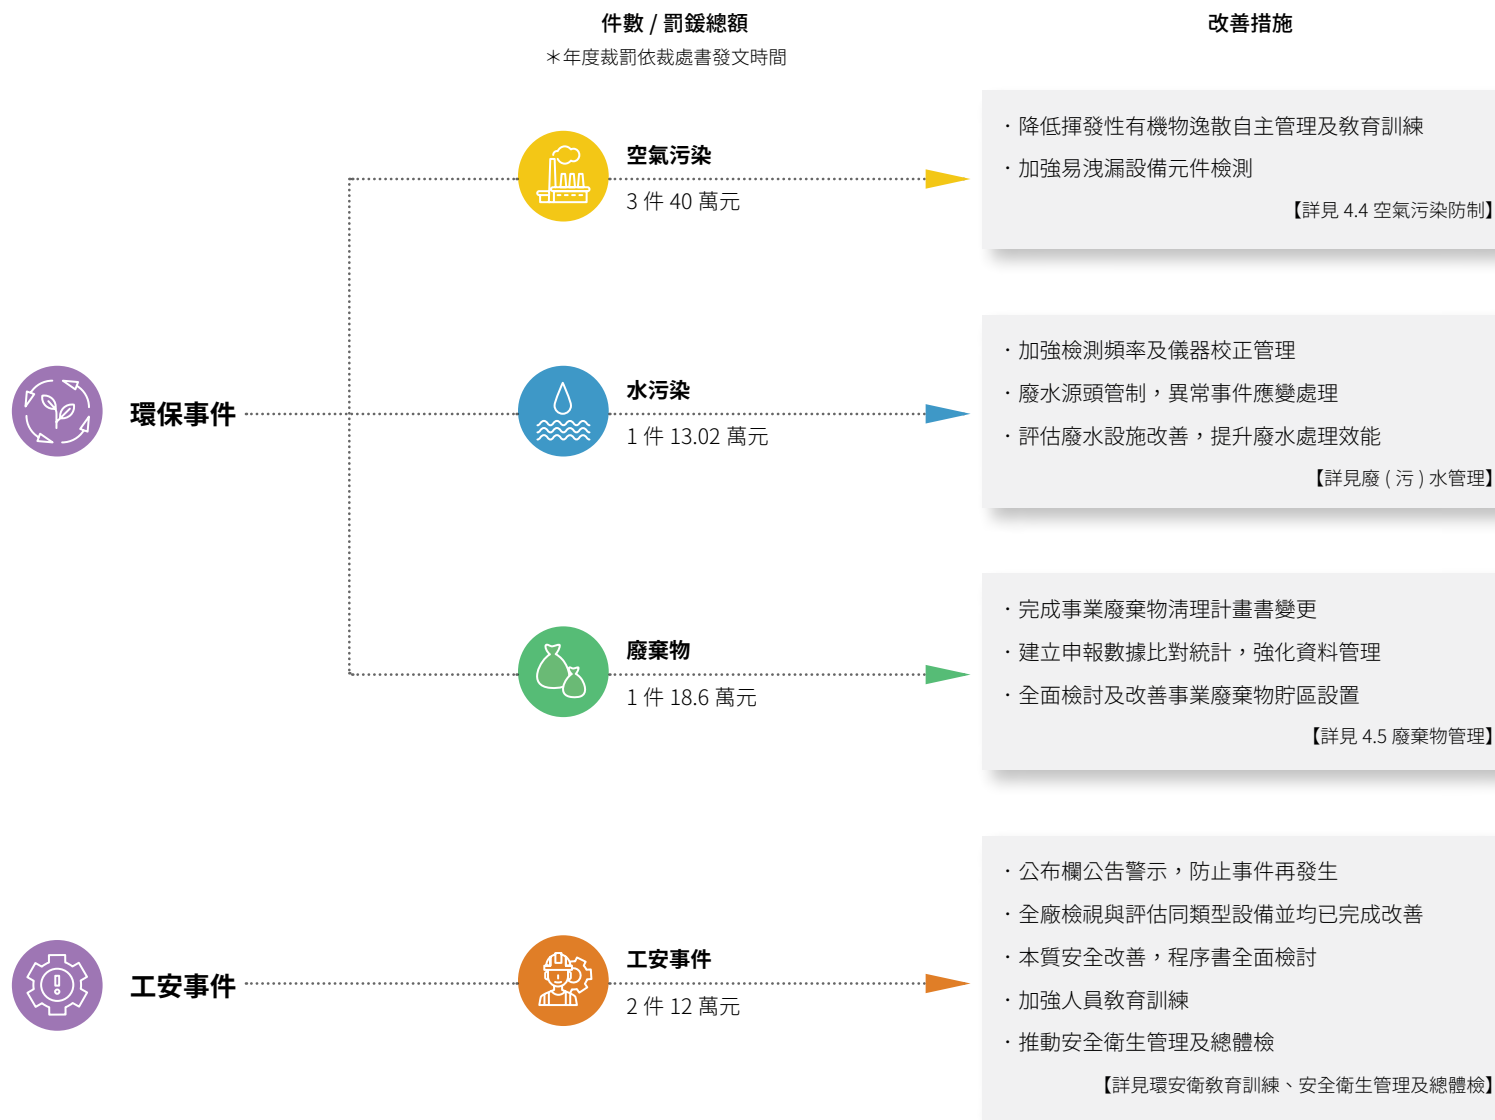 件數 / 罰鍰總額
＊年度裁罰依裁處書發文時間
改善措施
環保事件
空氣污染
3 件 40 萬元
・降低揮發性有機物逸散自主管理及教育訓練
・加強易洩漏設備元件檢測
【詳見 4.4 空氣污染防制】
水污染
1 件 13.02 萬元
・加強檢測頻率及儀器校正管理
・廢水源頭管制，異常事件應變處理
・評估廢水設施改善，提升廢水處理效能
【詳見廢 ( 污 ) 水管理】
廢棄物
1 件 18.6 萬元
・完成事業廢棄物清理計畫書變更
・建立申報數據比對統計，強化資料管理
・全面檢討及改善事業廢棄物貯區設置
【詳見 4.5 廢棄物管理】
工安事件
工安事件
2 件 12 萬元
・公布欄公告警示，防止事件再發生
・全廠檢視與評估同類型設備並均已完成改善
・本質安全改善，程序書全面檢討
・加強人員教育訓練
・推動安全衛生管理及總體檢
【詳見環安衛教育訓練、安全衛生管理及總體檢】